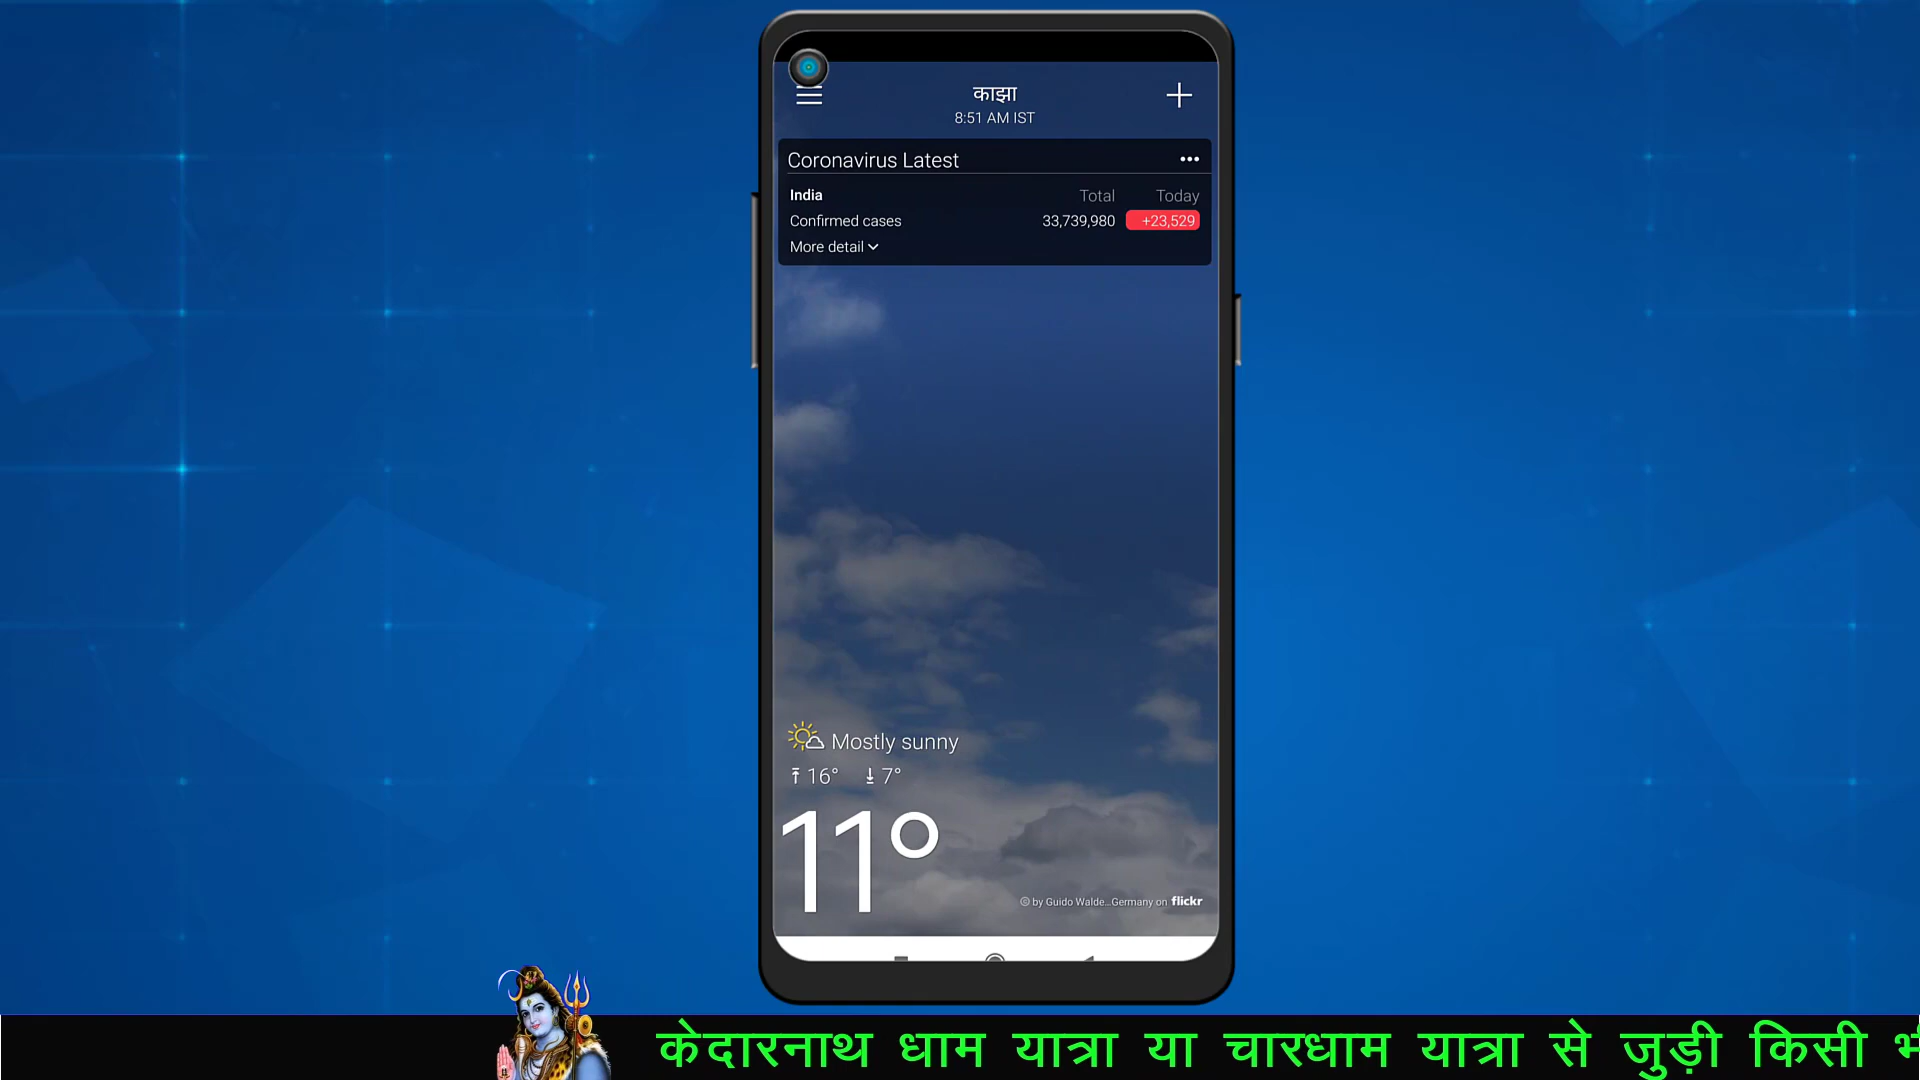 काझा
8:51 AM IST
Coronavirus Latest
India Total Today
Confirmed cases 33,739,980 +23,529
More detail
Mostly sunny
16° 7°
11°
© by Guido Walde...Germany on flickr
केदारनाथ धाम यात्रा या चारधाम यात्रा से जुड़ी किसी